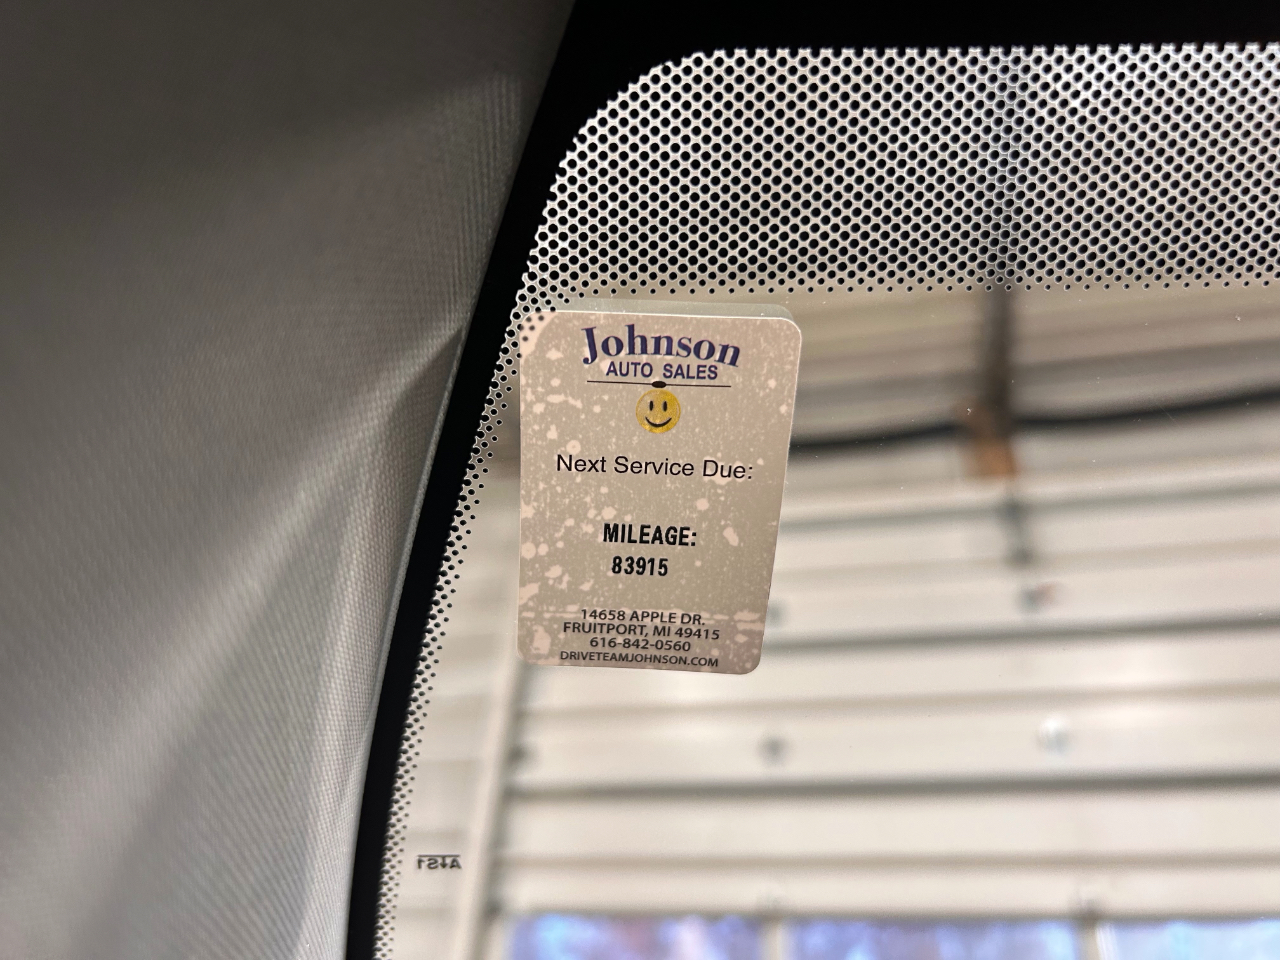 Johnson
AUTO SALES
Next Service Due:
MILEAGE:
83915
14658 APPLE DR.
FRUITPORT, MI 49415
616-842-0560
DRIVETEAMJOHNSON.COM
AS1